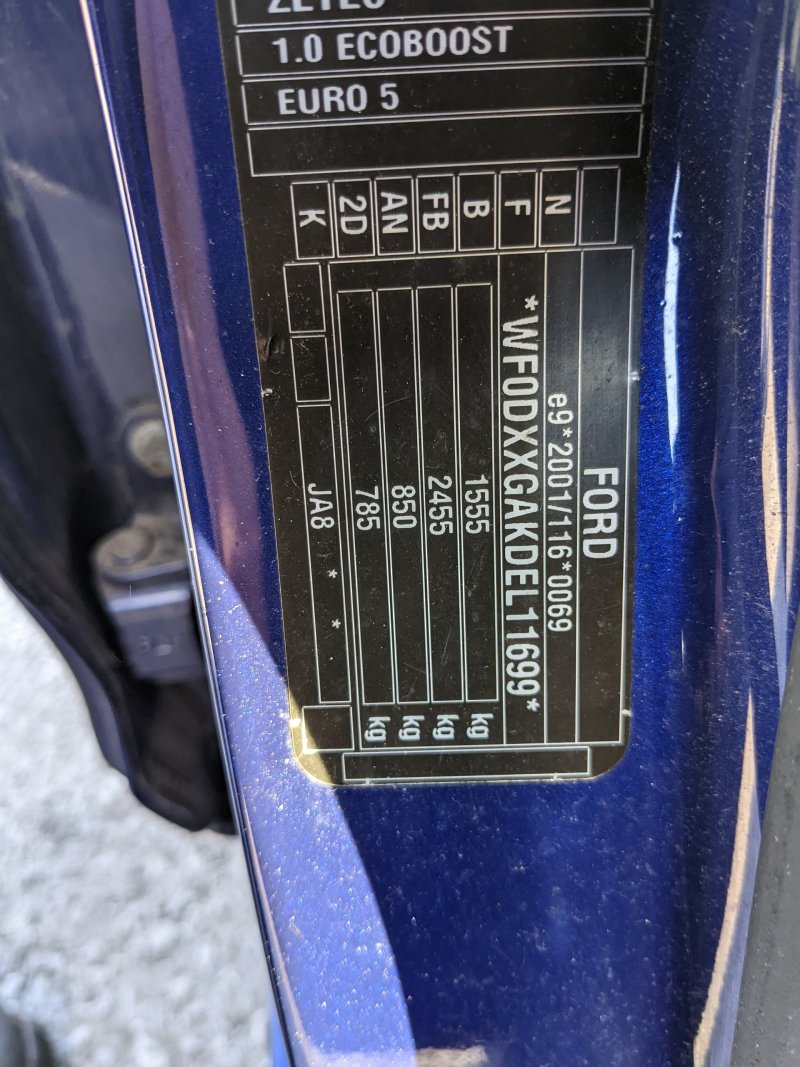 ZETEC
1.0 ECOBOOST
EURO 5
FORD
e9*2001/116*0069
*WF0DXXGAKDEL11699*
1555 kg
2455 kg
850 kg
785 kg
JA8 * *
N
F
B
FB
AN
2D
K